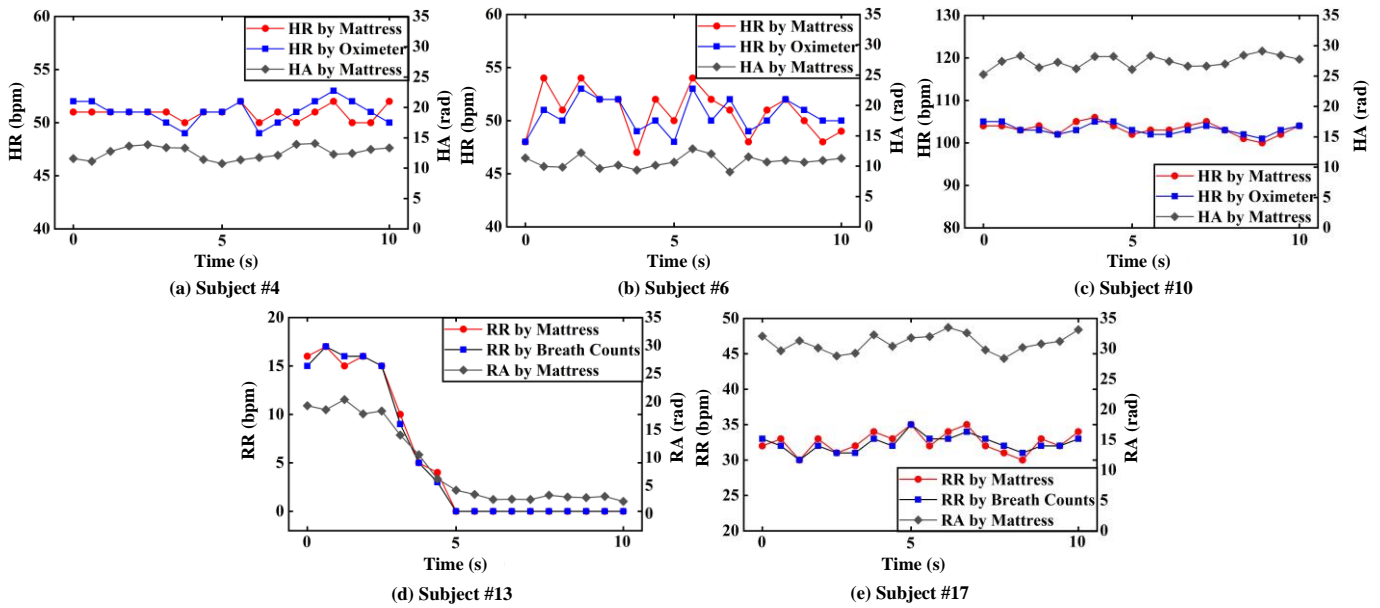 60
55
50
45
40
HR (bpm)
35
30
25
20
15
10
5
0
HA (rad)
HR by Mattress
HR by Oximeter
HA by Mattress
0 5 10
Time (s)
(a) Subject #4
60
55
50
45
40
HR (bpm)
35
30
25
20
15
10
5
0
HA (rad)
HR by Mattress
HR by Oximeter
HA by Mattress
0 5 10
Time (s)
(b) Subject #6
130
120
110
100
90
80
HR (bpm)
35
30
25
20
15
10
5
0
HA (rad)
HR by Mattress
HR by Oximeter
HA by Mattress
0 5 10
Time (s)
(c) Subject #10
20
15
10
5
0
RR (bpm)
35
30
25
20
15
10
5
0
RA (rad)
RR by Mattress
RR by Breath Counts
RA by Mattress
0 5 10
Time (s)
(d) Subject #13
50
45
40
35
30
25
20
RR (bpm)
35
30
25
20
15
10
5
0
RA (rad)
RR by Mattress
RR by Breath Counts
RA by Mattress
0 5 10
Time (s)
(e) Subject #17